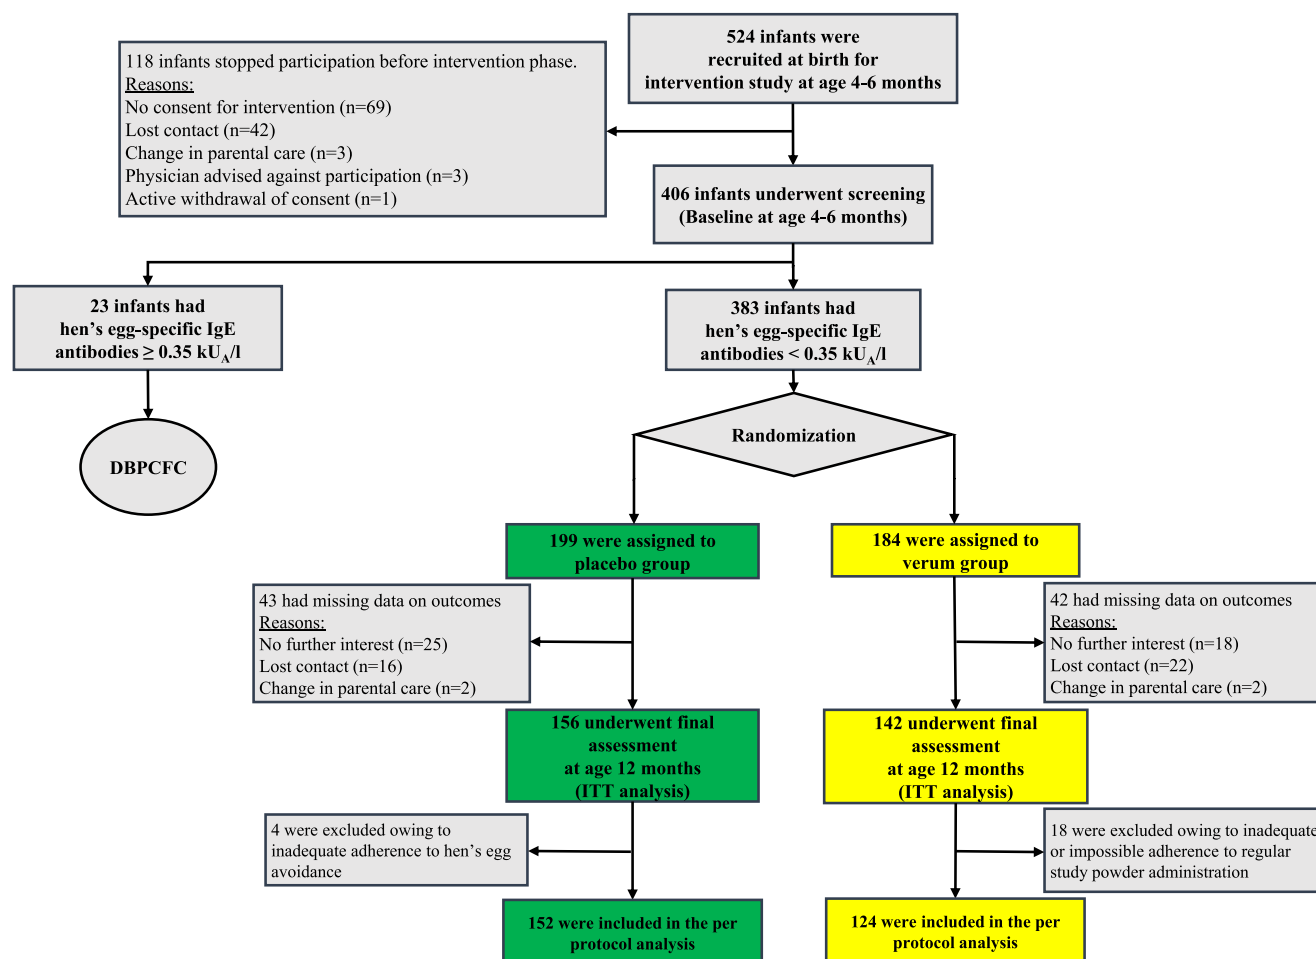 524 infants were
recruited at birth for
intervention study at age 4-6 months
118 infants stopped participation before intervention phase.
Reasons:
No consent for intervention (n=69)
Lost contact (n=42)
Change in parental care (n=3)
Physician advised against participation (n=3)
Active withdrawal of consent (n=1)
406 infants underwent screening
(Baseline at age 4-6 months)
23 infants had
hen's egg-specific IgE
antibodies ≥ 0.35 kUA/l
383 infants had
hen's egg-specific IgE
antibodies < 0.35 kUA/l
DBPCFC
Randomization
199 were assigned to
placebo group
184 were assigned to
verum group
43 had missing data on outcomes
Reasons:
No further interest (n=25)
Lost contact (n=16)
Change in parental care (n=2)
42 had missing data on outcomes
Reasons:
No further interest (n=18)
Lost contact (n=22)
Change in parental care (n=2)
156 underwent final
assessment
at age 12 months
(ITT analysis)
142 underwent final
assessment
at age 12 months
(ITT analysis)
4 were excluded owing to
inadequate adherence to hen's egg
avoidance
18 were excluded owing to inadequate
or impossible adherence to regular
study powder administration
152 were included in the per
protocol analysis
124 were included in the per
protocol analysis